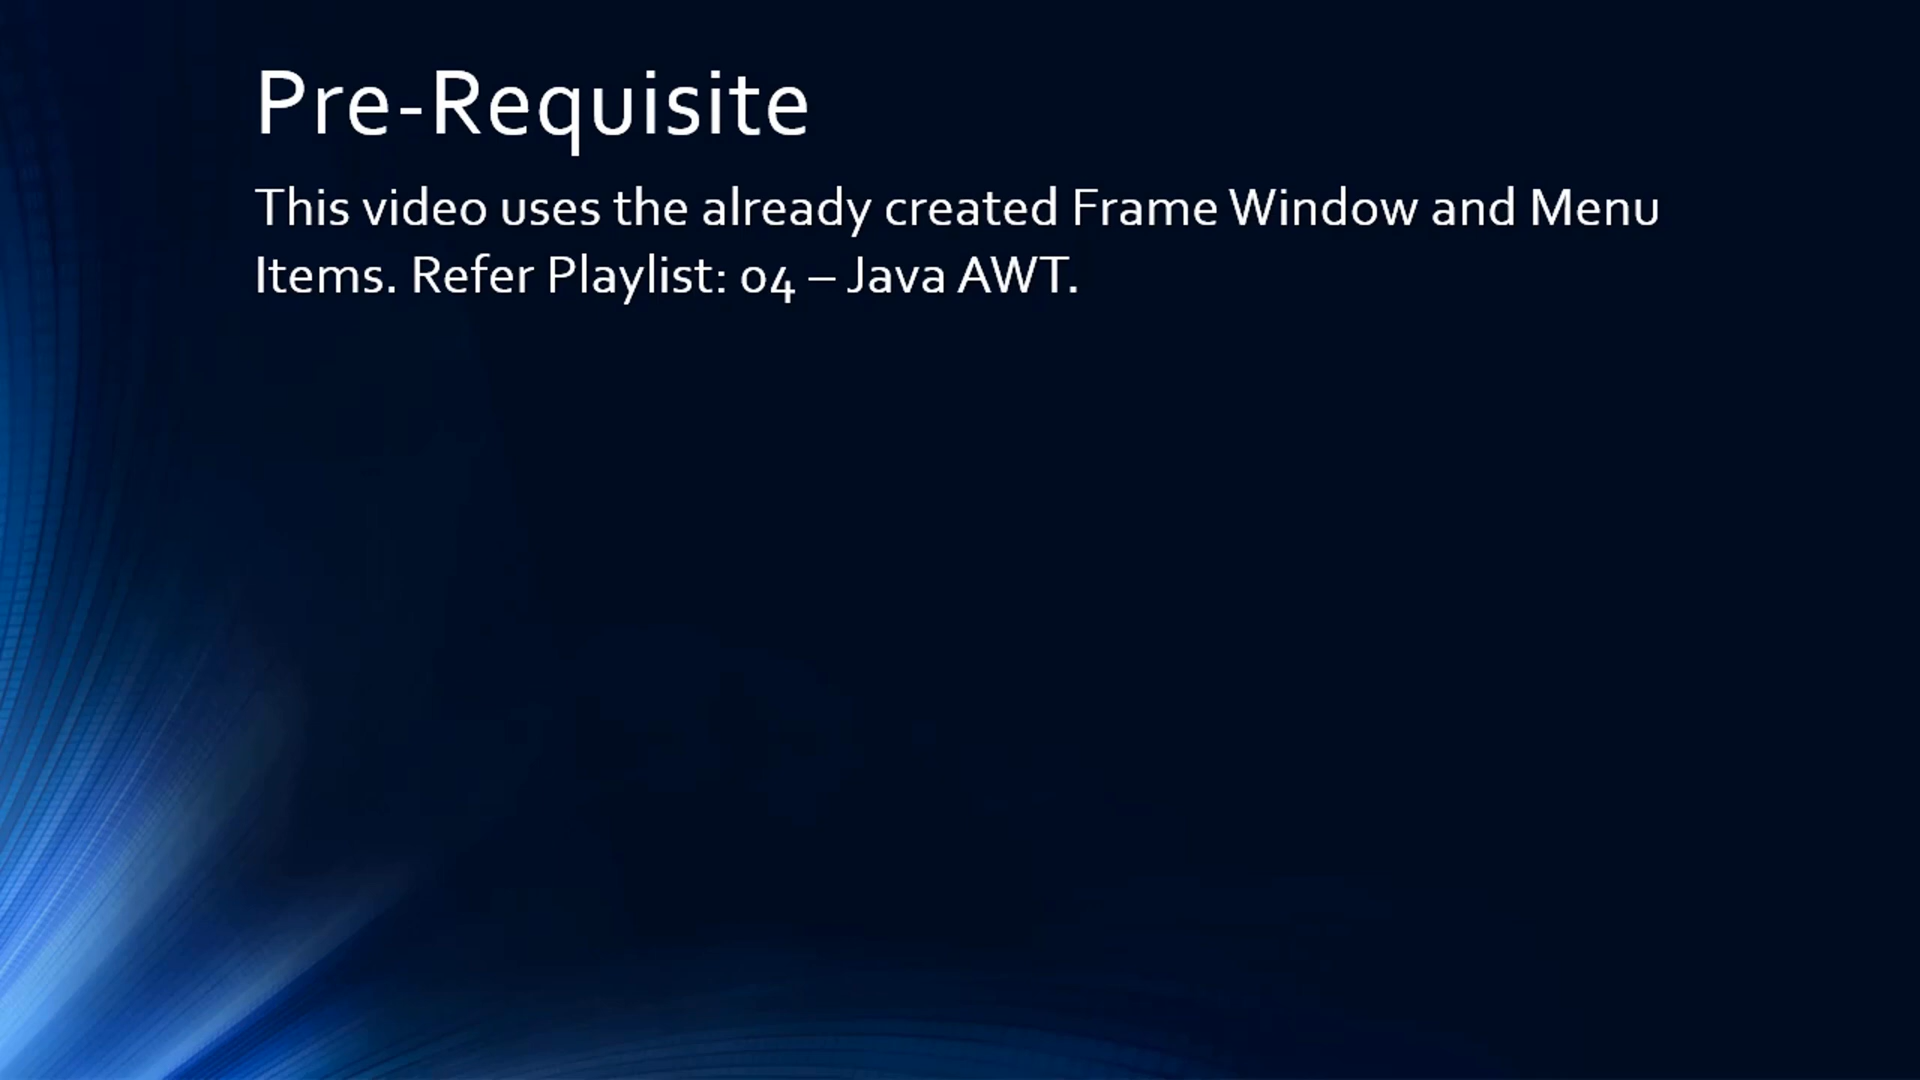 Pre-Requisite
This video uses the already created Frame Window and Menu
Items. Refer Playlist: 04 – Java AWT.